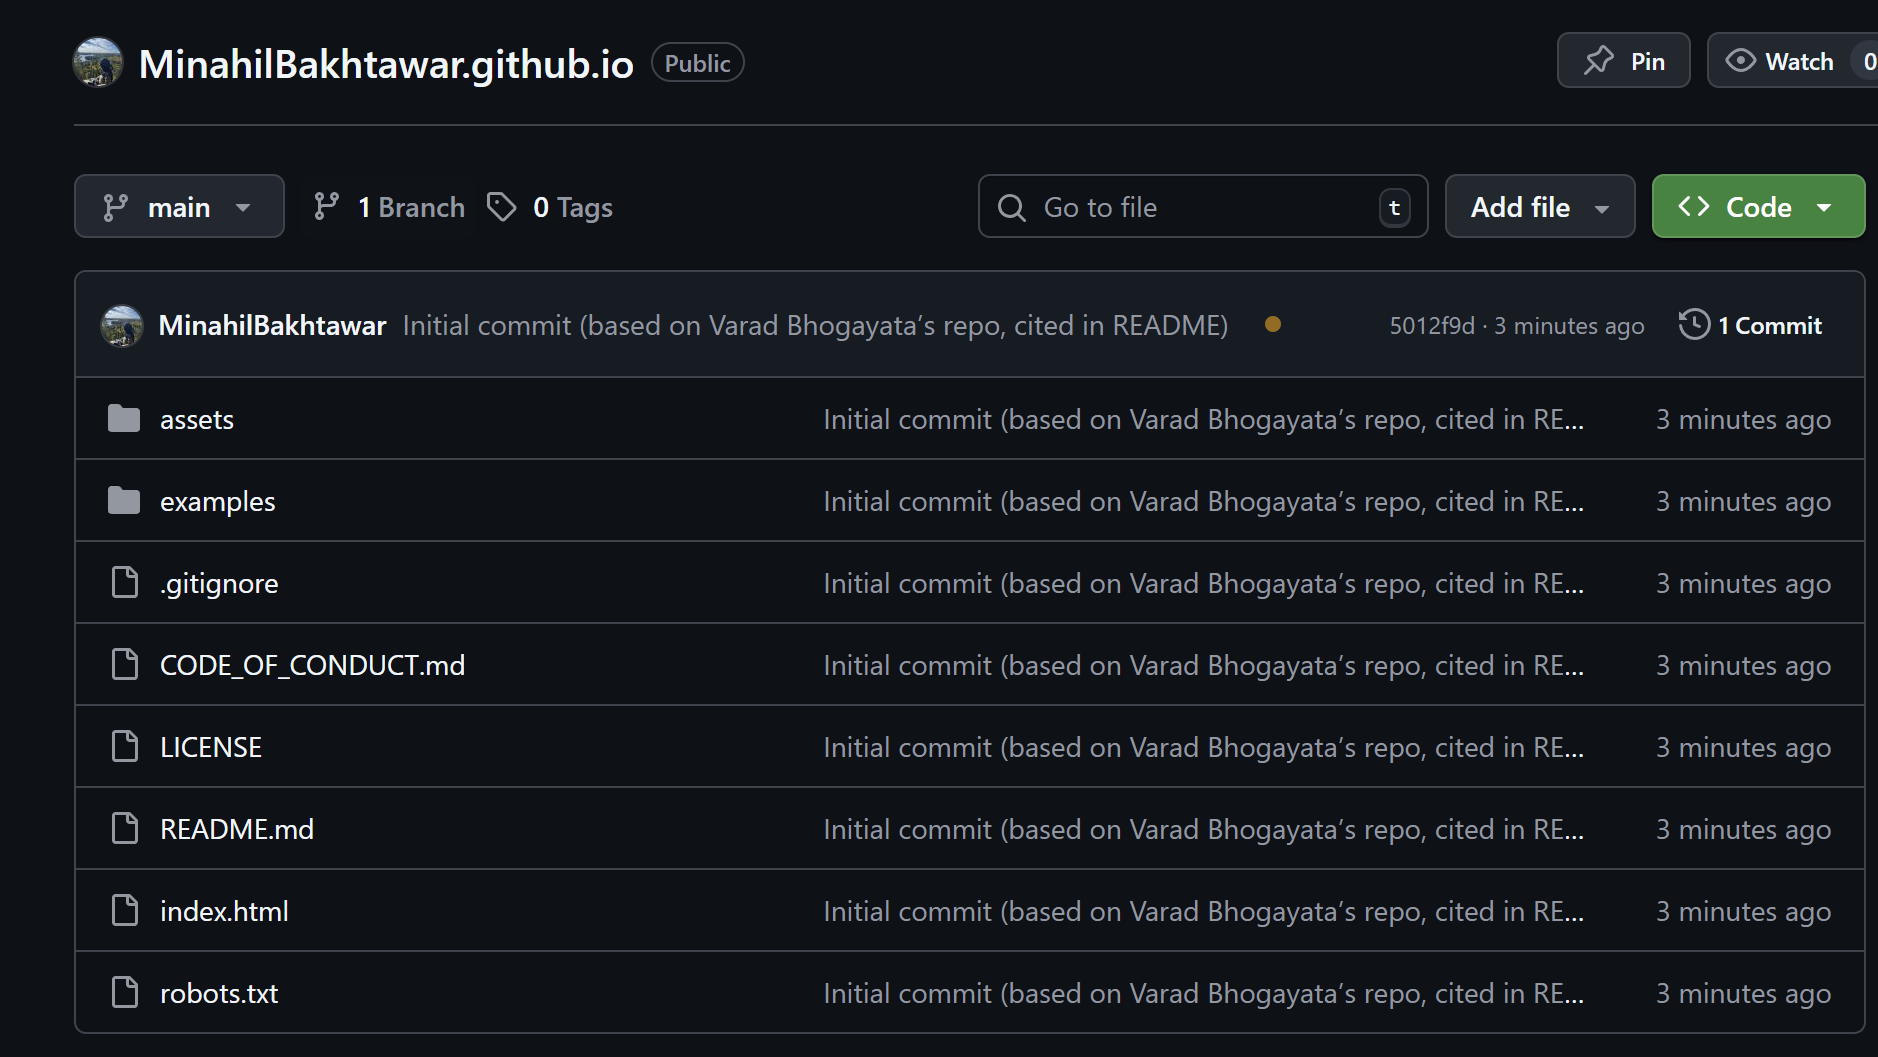 MinahilBakhtawar.github.io Public Pin Watch 0
main 1 Branch 0 Tags Go to file t Add file Code
MinahilBakhtawar Initial commit (based on Varad Bhogayata’s repo, cited in README) 5012f9d · 3 minutes ago 1 Commit
assets Initial commit (based on Varad Bhogayata’s repo, cited in RE... 3 minutes ago
examples Initial commit (based on Varad Bhogayata’s repo, cited in RE... 3 minutes ago
.gitignore Initial commit (based on Varad Bhogayata’s repo, cited in RE... 3 minutes ago
CODE_OF_CONDUCT.md Initial commit (based on Varad Bhogayata’s repo, cited in RE... 3 minutes ago
LICENSE Initial commit (based on Varad Bhogayata’s repo, cited in RE... 3 minutes ago
README.md Initial commit (based on Varad Bhogayata’s repo, cited in RE... 3 minutes ago
index.html Initial commit (based on Varad Bhogayata’s repo, cited in RE... 3 minutes ago
robots.txt Initial commit (based on Varad Bhogayata’s repo, cited in RE... 3 minutes ago